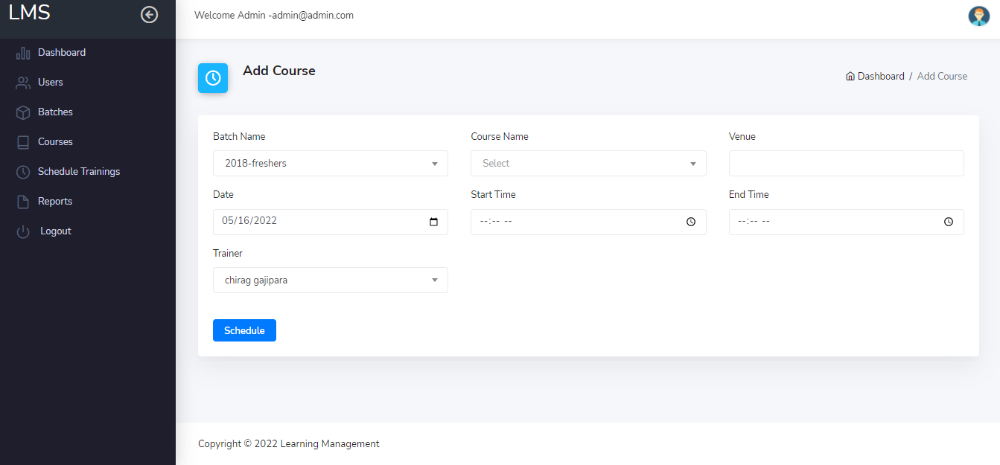 LMS
Welcome Admin -admin@admin.com
Dashboard
Users
Batches
Courses
Schedule Trainings
Reports
Logout
Add Course
Dashboard / Add Course
Batch Name
Course Name
Venue
2018-freshers
Select
Date
Start Time
End Time
05/16/2022
--:-- --
--:-- --
Trainer
chirag gajipara
Schedule
Copyright © 2022 Learning Management